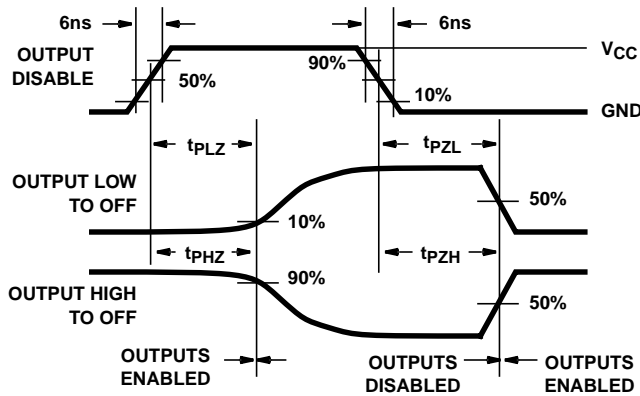 6ns
6ns
OUTPUT
DISABLE
50%
90%
10%
VCC
GND
tPLZ
tPZL
OUTPUT LOW
TO OFF
10%
50%
tPHZ
tPZH
90%
OUTPUT HIGH
TO OFF
50%
OUTPUTS
ENABLED
OUTPUTS
DISABLED
OUTPUTS
ENABLED